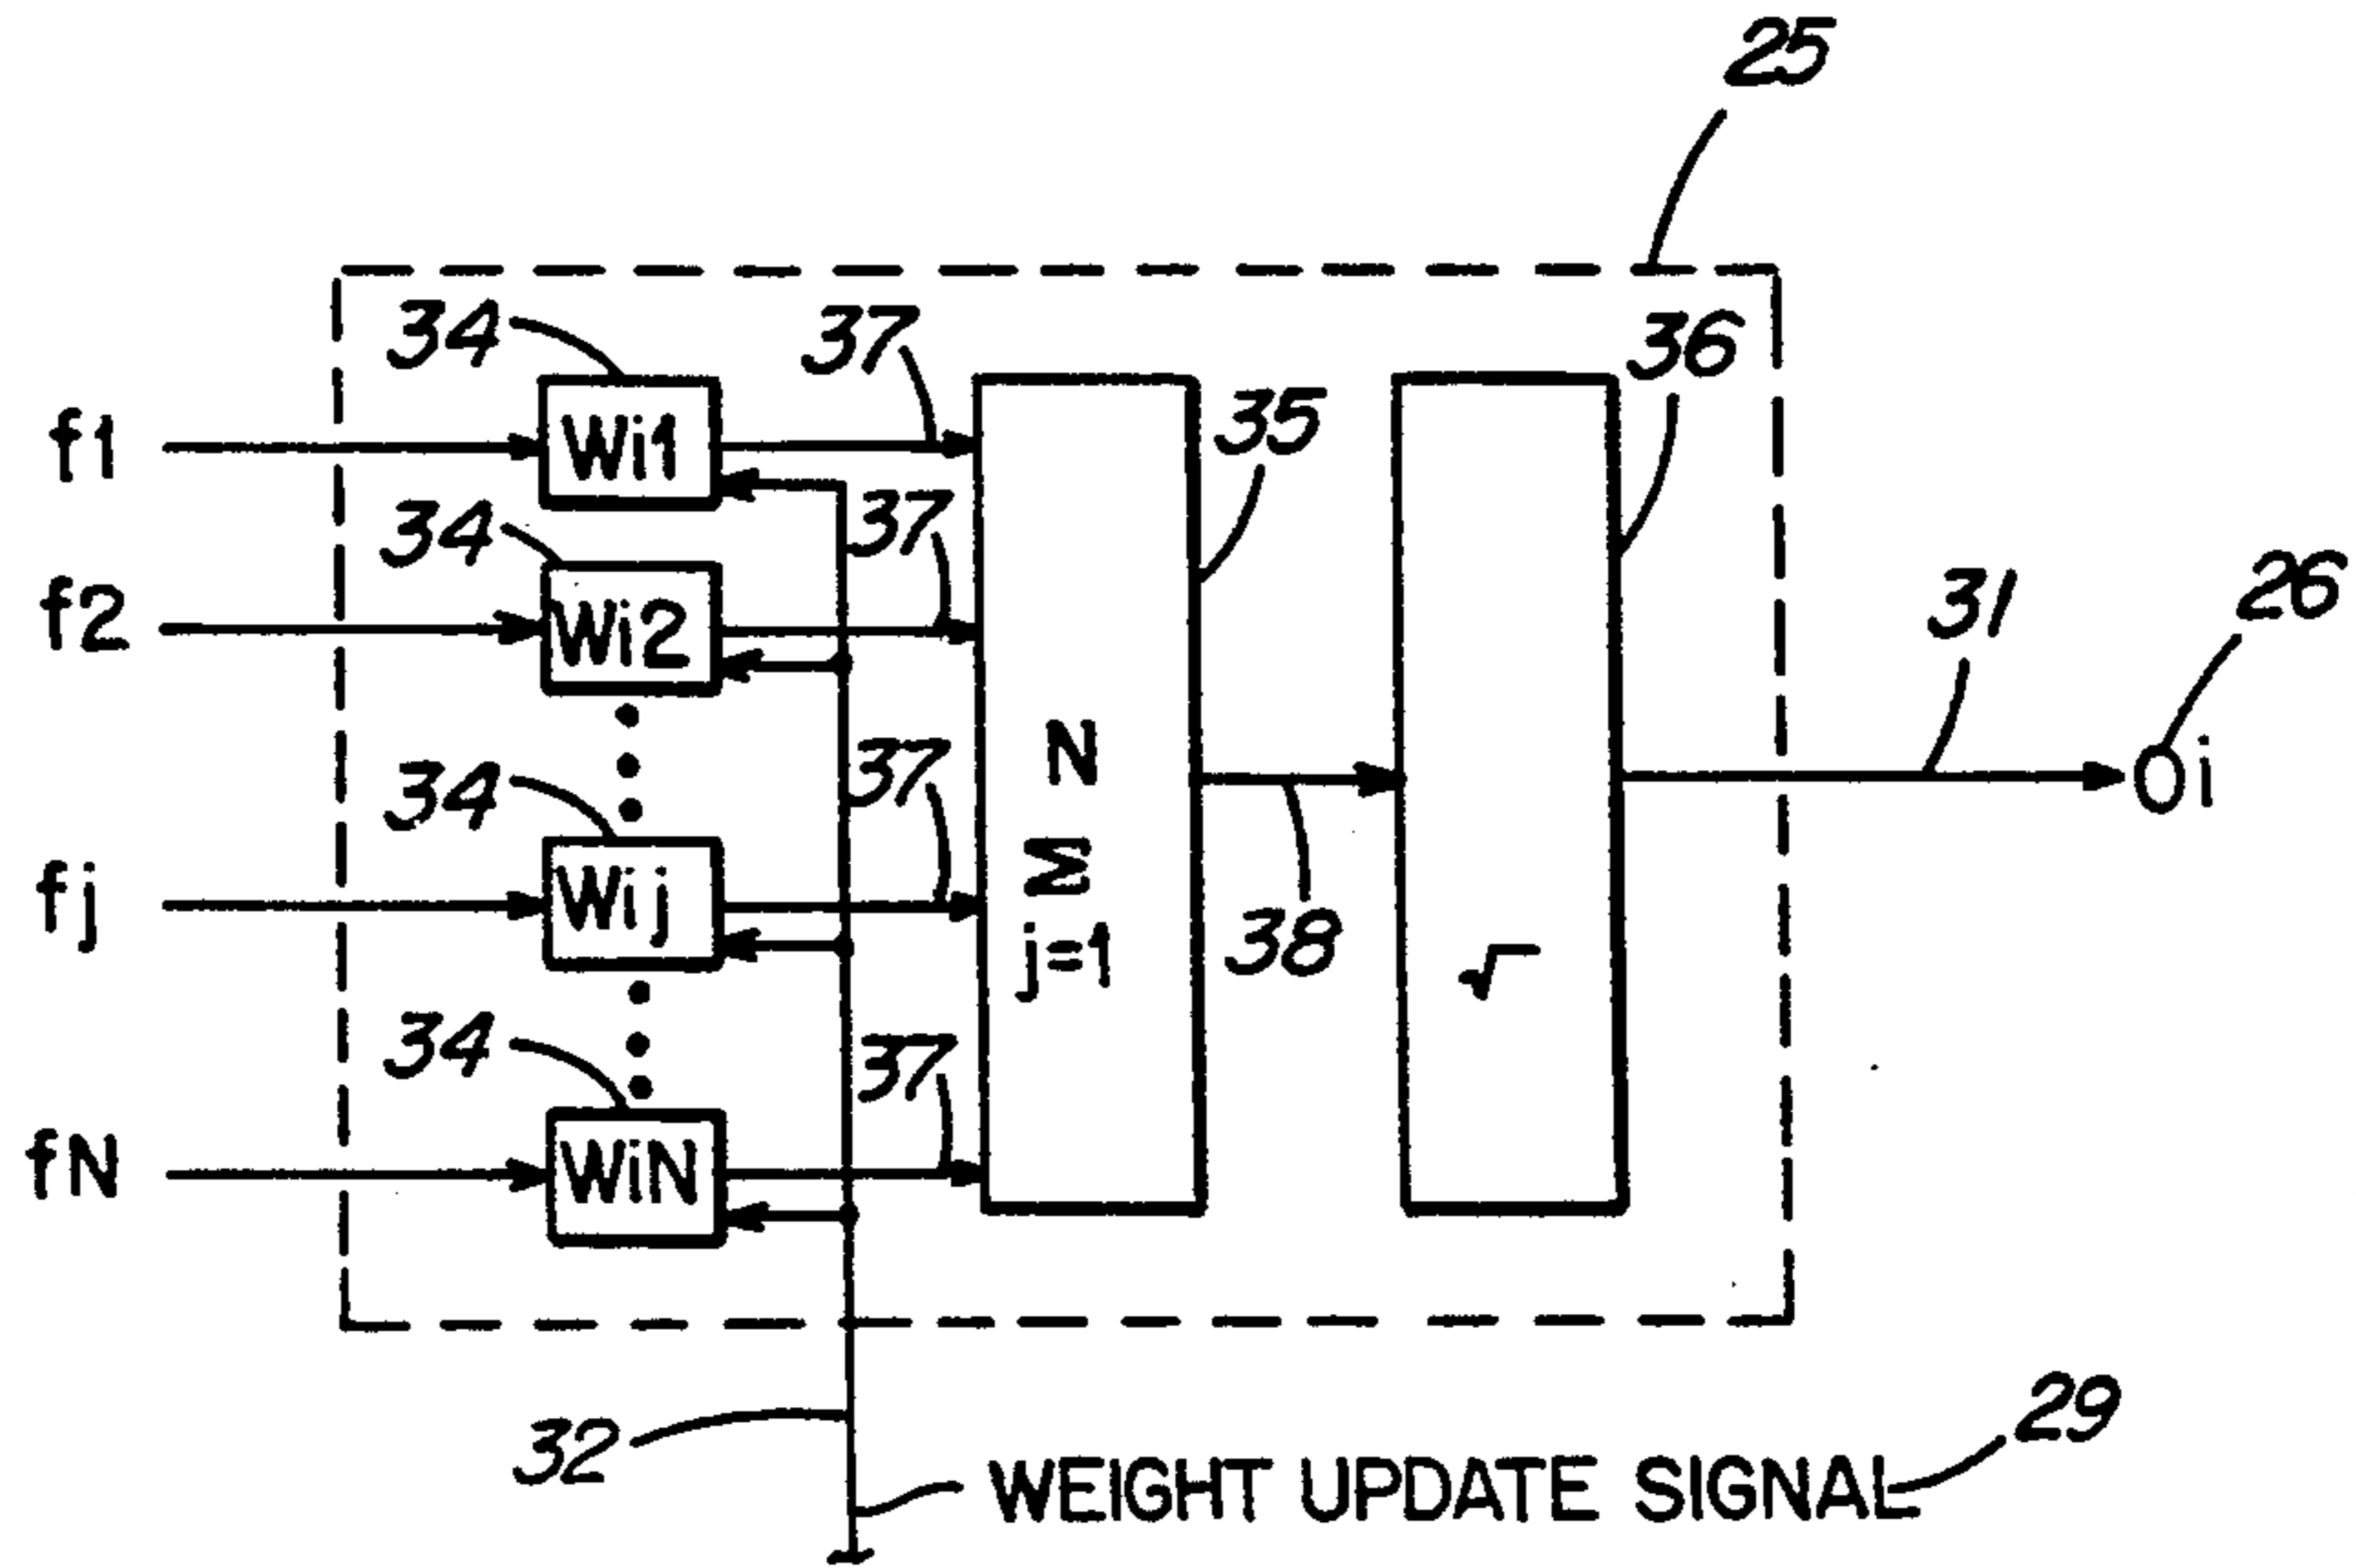 25
34
37
36
f1
Wi1
35
34
37
f2
Wi2
31
26
34
37
N
Oi
fj
Wij
Σ
j=1
38
√
34
37
fN
WiN
32
WEIGHT UPDATE SIGNAL
29